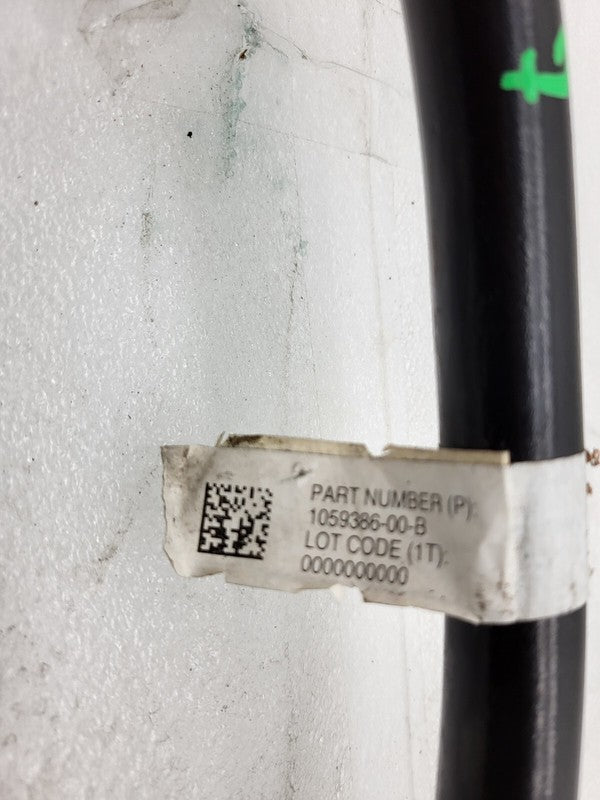 PART NUMBER (P):
1059386-00-B
LOT CODE (1T):
0000000000